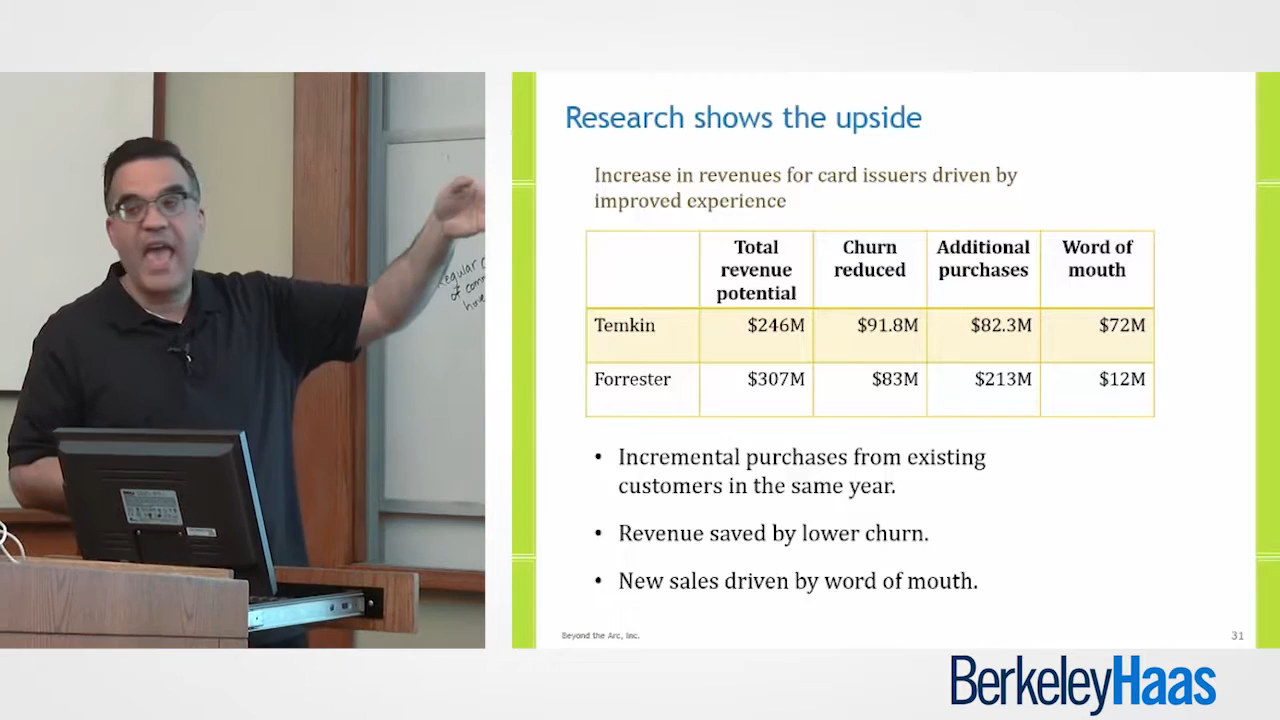 Research shows the upside
Increase in revenues for card issuers driven by
improved experience
Total revenue potential Churn reduced Additional purchases Word of mouth
Temkin $246M $91.8M $82.3M $72M
Forrester $307M $83M $213M $12M
• Incremental purchases from existing
customers in the same year.
• Revenue saved by lower churn.
• New sales driven by word of mouth.
Beyond the Arc, Inc. 31
BerkeleyHaas
regular
of
have